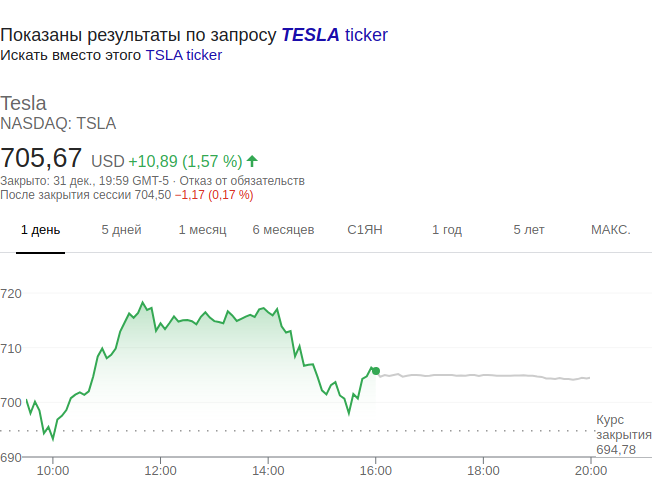 Показаны результаты по запросу TESLA ticker
Искать вместо этого TSLA ticker
Tesla
NASDAQ: TSLA
705,67 USD +10,89 (1,57 %)
Закрыто: 31 дек., 19:59 GMT-5 · Отказ от обязательств
После закрытия сессии 704,50 −1,17 (0,17 %)
1 день 5 дней 1 месяц 6 месяцев С1ЯН 1 год 5 лет МАКС.
720
710
700
690
Курс
закрытия
694,78
10:00 12:00 14:00 16:00 18:00 20:00